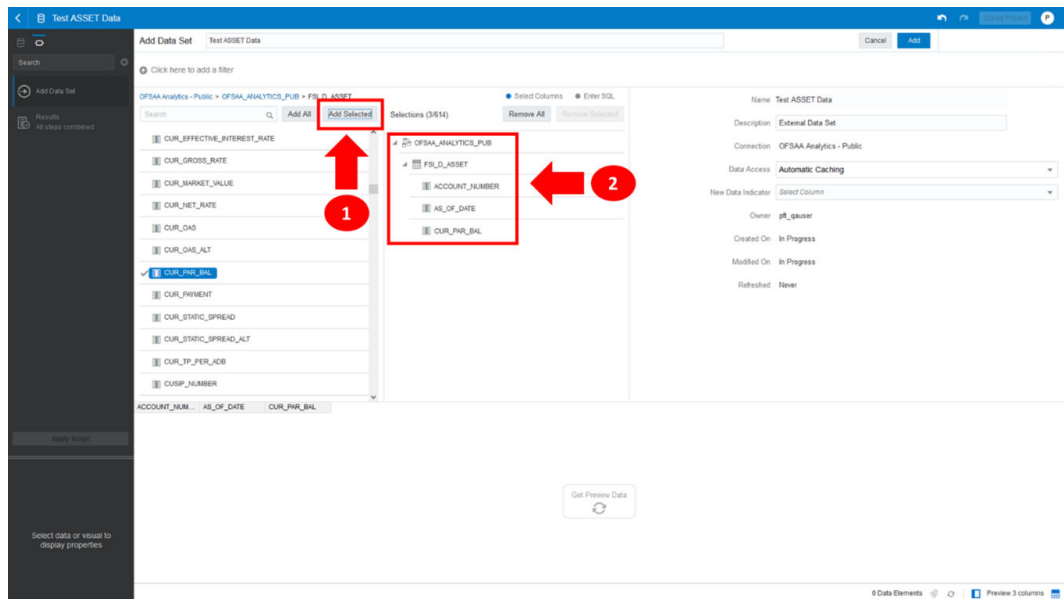 Test ASSET Data
Create Project
P
Search
Add Data Set
Results
All steps combined
Apply Script
Select data or visual to
display properties
Add Data Set
Test ASSET Data
Cancel
Add
Click here to add a filter
OFSAA Analytics - Public > OFSAA_ANALYTICS_PUB > FSI_D_ASSET
Select Columns
Enter SQL
Search
Add All
Add Selected
Selections (3/614)
Remove All
Remove Selected
CUR_EFFECTIVE_INTEREST_RATE
CUR_GROSS_RATE
CUR_MARKET_VALUE
CUR_NET_RATE
CUR_OAS
CUR_OAS_ALT
CUR_PAR_BAL
CUR_PAYMENT
CUR_STATIC_SPREAD
CUR_STATIC_SPREAD_ALT
CUR_TP_PER_ADB
CUSIP_NUMBER
1
OFSAA_ANALYTICS_PUB
FSI_D_ASSET
ACCOUNT_NUMBER
AS_OF_DATE
CUR_PAR_BAL
2
Name Test ASSET Data
Description External Data Set
Connection OFSAA Analytics - Public
Data Access Automatic Caching
New Data Indicator Select Column
Owner pft_qauser
Created On In Progress
Modified On In Progress
Refreshed Never
ACCOUNT_NUM... AS_OF_DATE CUR_PAR_BAL
Get Preview Data
0 Data Elements
Preview 3 columns